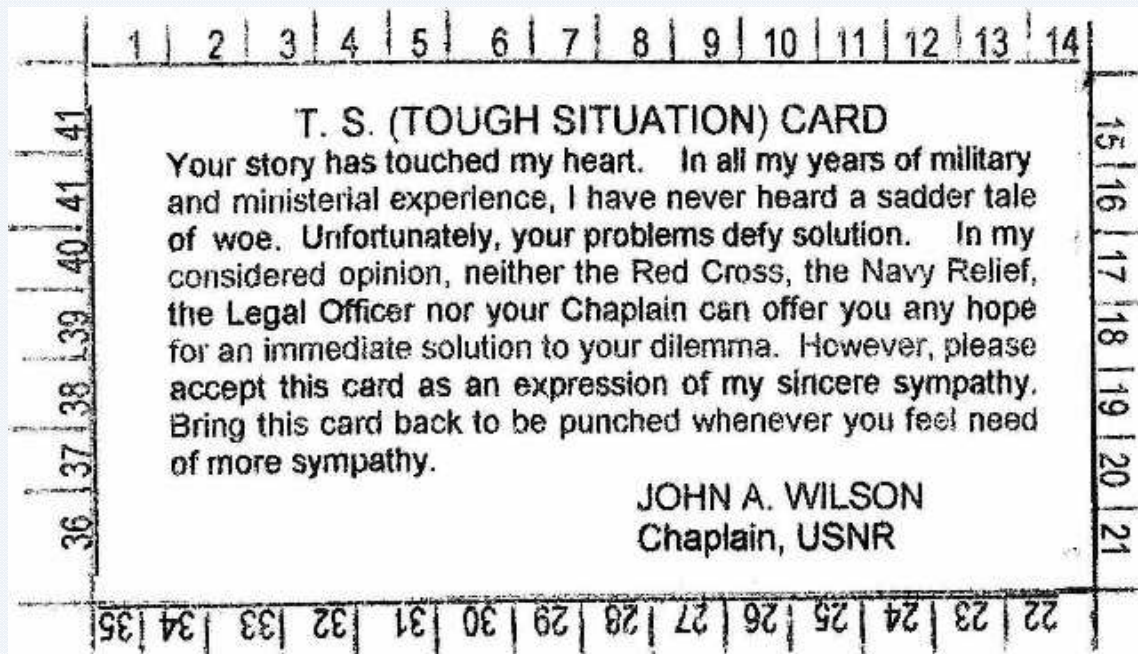 1 | 2 | 3 | 4 | 5 | 6 | 7 | 8 | 9 | 10 | 11 | 12 | 13 | 14
T. S. (TOUGH SITUATION) CARD
Your story has touched my heart. In all my years of military
and ministerial experience, I have never heard a sadder tale
of woe. Unfortunately, your problems defy solution. In my
considered opinion, neither the Red Cross, the Navy Relief,
the Legal Officer nor your Chaplain can offer you any hope
for an immediate solution to your dilemma. However, please
accept this card as an expression of my sincere sympathy.
Bring this card back to be punched whenever you feel need
of more sympathy.
JOHN A. WILSON
Chaplain, USNR
15 | 16 | 17 | 18 | 19 | 20 | 21
22 | 23 | 24 | 25 | 26 | 27 | 28 | 29 | 30 | 31 | 32 | 33 | 34 | 35
36 | 37 | 38 | 39 | 40 | 41 | 41